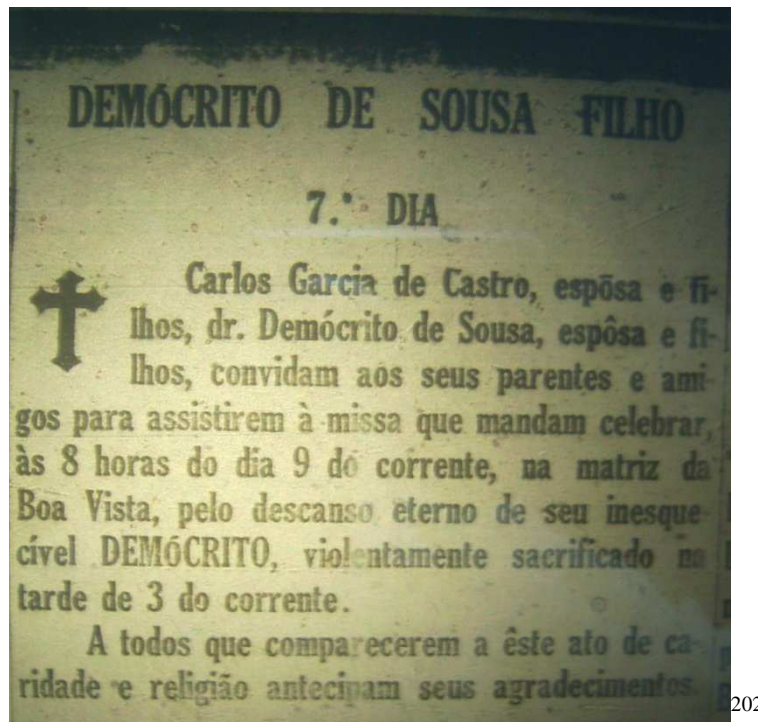 DEMÓCRITO DE SOUSA FILHO
7.º DIA
Carlos Garcia de Castro, espôsa e fi-
lhos, dr. Demócrito de Sousa, espôsa e fi-
lhos, convidam aos seus parentes e ami-
gos para assistirem à missa que mandam celebrar,
às 8 horas do dia 9 do corrente, na matriz da
Boa Vista, pelo descanso eterno de seu inesque-
cível DEMÓCRITO, violentamente sacrificado na
tarde de 3 do corrente.
A todos que comparecerem a êste ato de ca-
ridade e religião antecipam seus agradecimentos.
202